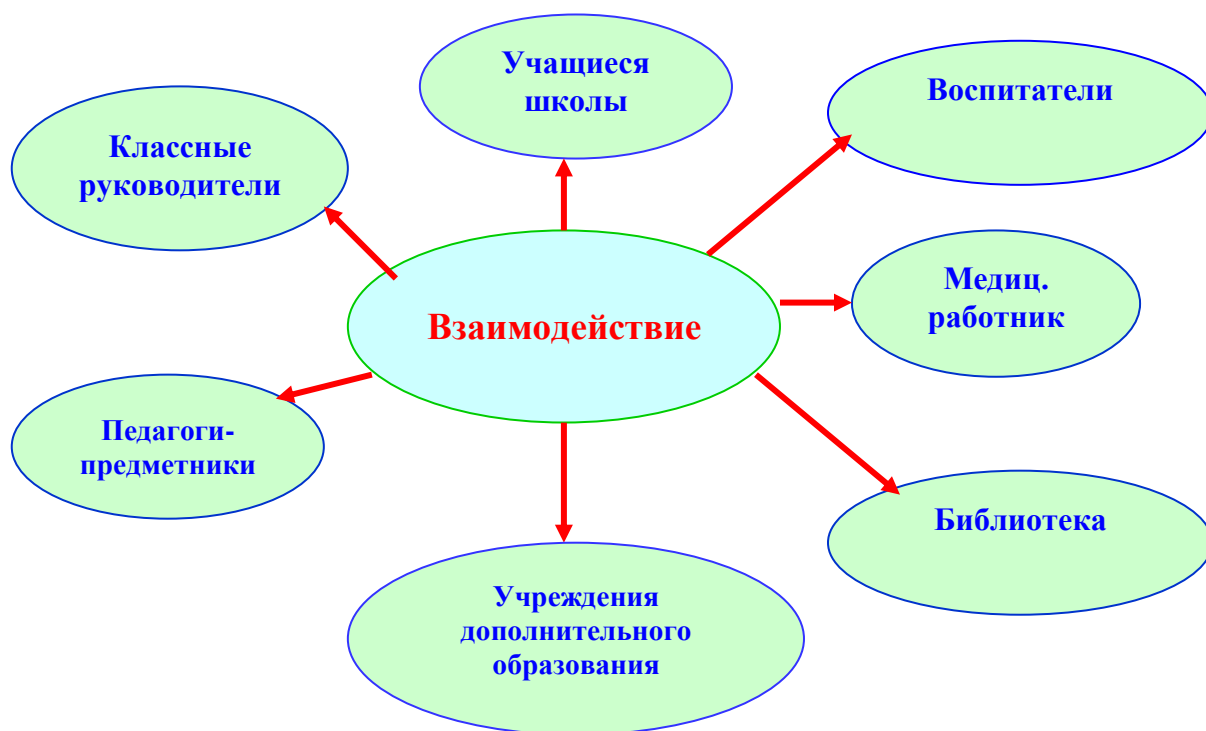 Учащиеся
школы
Воспитатели
Классные
руководители
Медиц.
работник
Взаимодействие
Педагоги-
предметники
Библиотека
Учреждения
дополнительного
образования